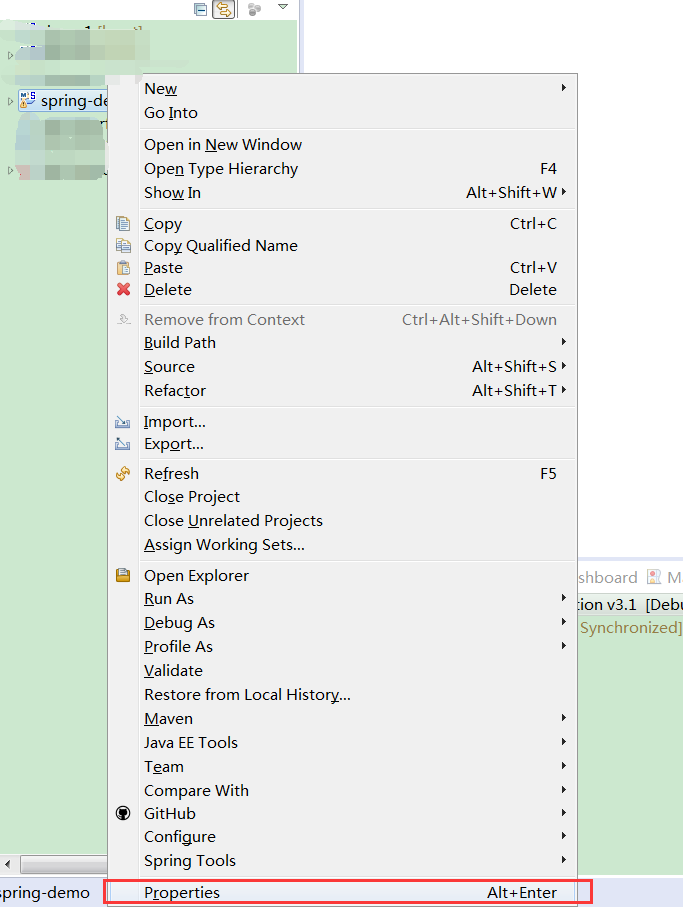 spring-de
New
Go Into
Open in New Window
Open Type Hierarchy F4
Show In Alt+Shift+W
Copy Ctrl+C
Copy Qualified Name
Paste Ctrl+V
Delete Delete
Remove from Context Ctrl+Alt+Shift+Down
Build Path
Source Alt+Shift+S
Refactor Alt+Shift+T
Import...
Export...
Refresh F5
Close Project
Close Unrelated Projects
Assign Working Sets...
Open Explorer
shboard M
Run As
tion v3.1 [Debu
Debug As
Synchronized]
Profile As
Validate
Restore from Local History...
Maven
Java EE Tools
Team
Compare With
GitHub
Configure
Spring Tools
spring-demo
Properties Alt+Enter